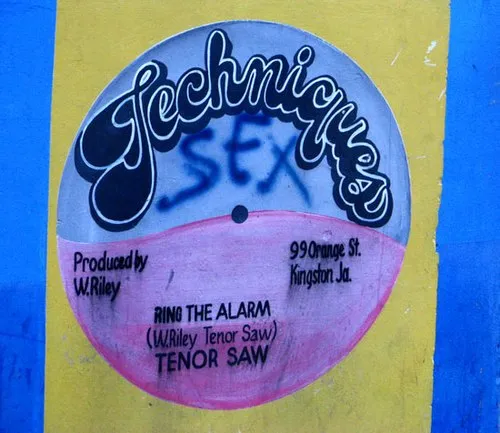 Techniques
SEX
Produced by
W.Riley
99 Orange St.
Kingston Ja.
RING THE ALARM
(W.Riley Tenor Saw)
TENOR SAW